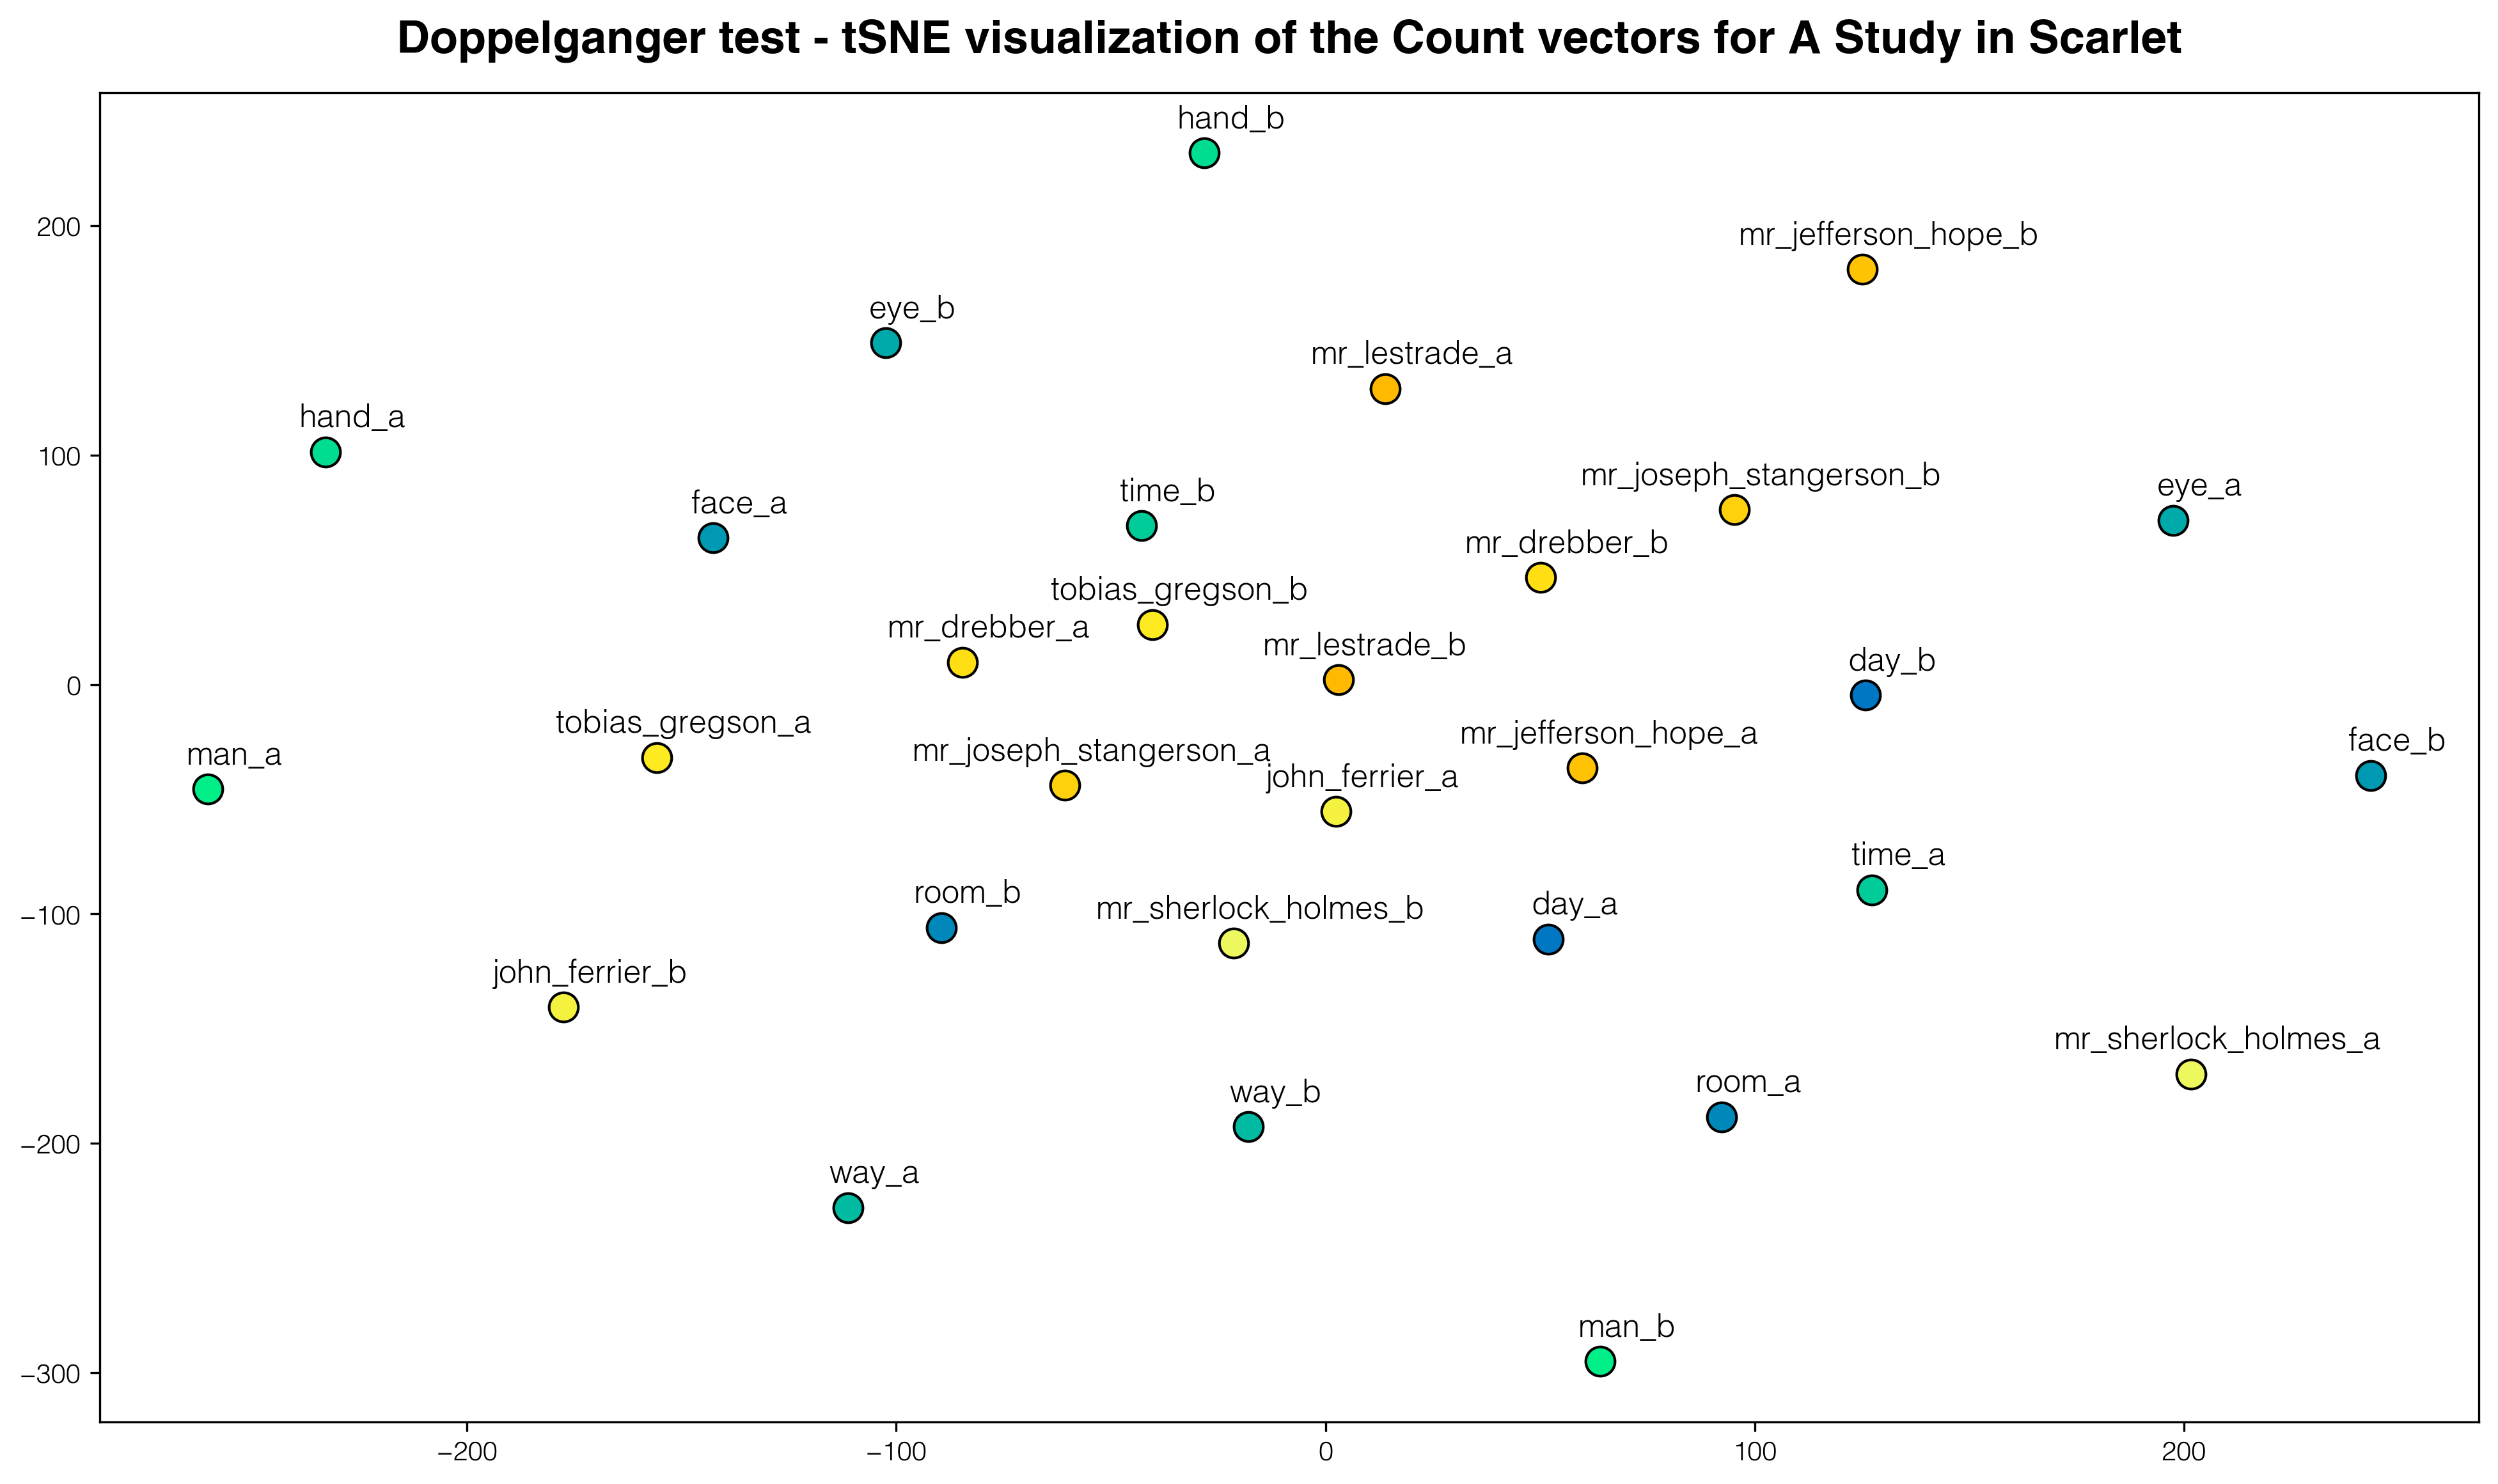 Doppelganger test - tSNE visualization of the Count vectors for A Study in Scarlet
hand_b
200
mr_jefferson_hope_b
eye_b
mr_lestrade_a
hand_a
100
face_a
time_b
mr_joseph_stangerson_b
eye_a
mr_drebber_b
tobias_gregson_b
mr_drebber_a
mr_lestrade_b
day_b
0
tobias_gregson_a
mr_jefferson_hope_a
face_b
man_a
mr_joseph_stangerson_a
john_ferrier_a
time_a
room_b
mr_sherlock_holmes_b
day_a
−100
john_ferrier_b
mr_sherlock_holmes_a
way_b
room_a
−200
way_a
man_b
−300
−200
−100
0
100
200